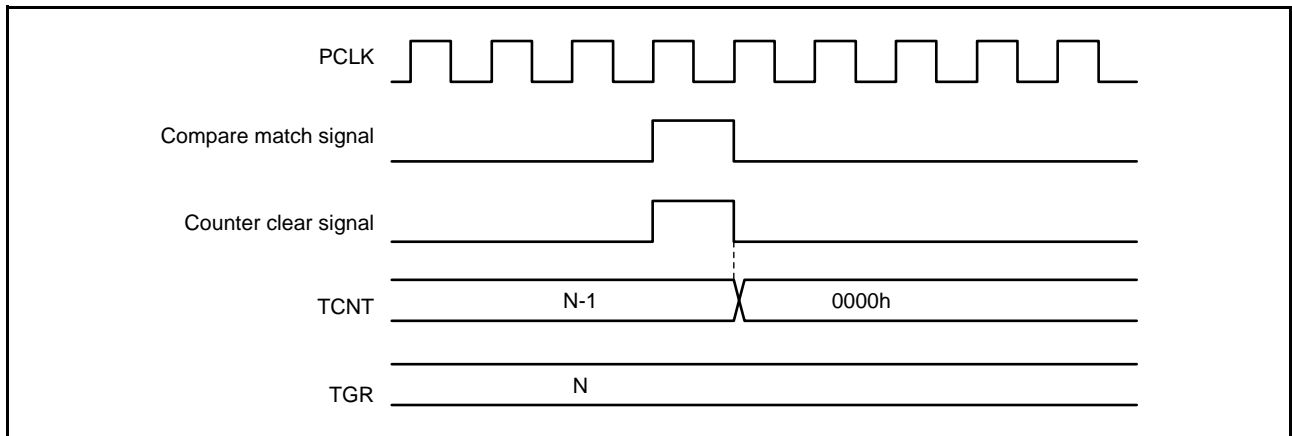 PCLK
Compare match signal
Counter clear signal
TCNT N-1 0000h
TGR N